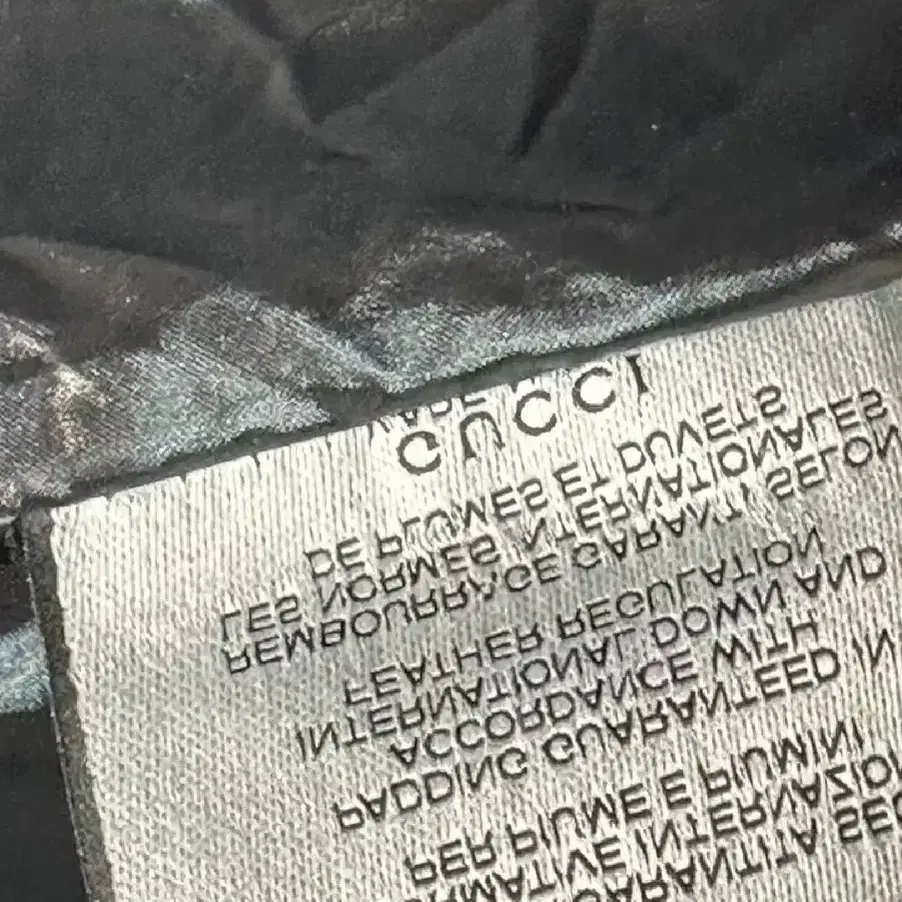 PER PIUME E PIUMINI
PADDING GUARANTEED IN
ACCORDANCE WITH
INTERNATIONAL DOWN AND
FEATHER REGULATION
REMBOURRAGE GARANTI SELON
LES NORMES INTERNATIONALES
DE PLUMES ET DUVETS
GUCCI